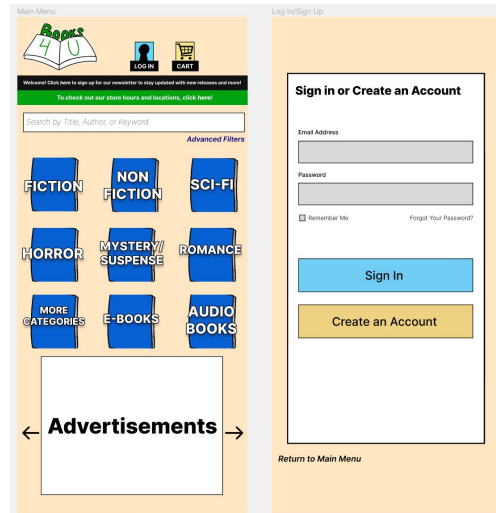 Main Menu
BOOKS
4 U
LOG IN
CART
Welcome! Click here to sign up for our newsletter to stay updated with new releases and more!
To check out our store hours and locations, click here!
Search by Title, Author, or Keyword
Advanced Filters
FICTION
NON
FICTION
SCI-FI
HORROR
MYSTERY/
SUSPENSE
ROMANCE
MORE
CATEGORIES
E-BOOKS
AUDIO
BOOKS
← Advertisements →
Log In/Sign Up
Sign in or Create an Account
Email Address
Password
Remember Me
Forgot Your Password?
Sign In
Create an Account
Return to Main Menu